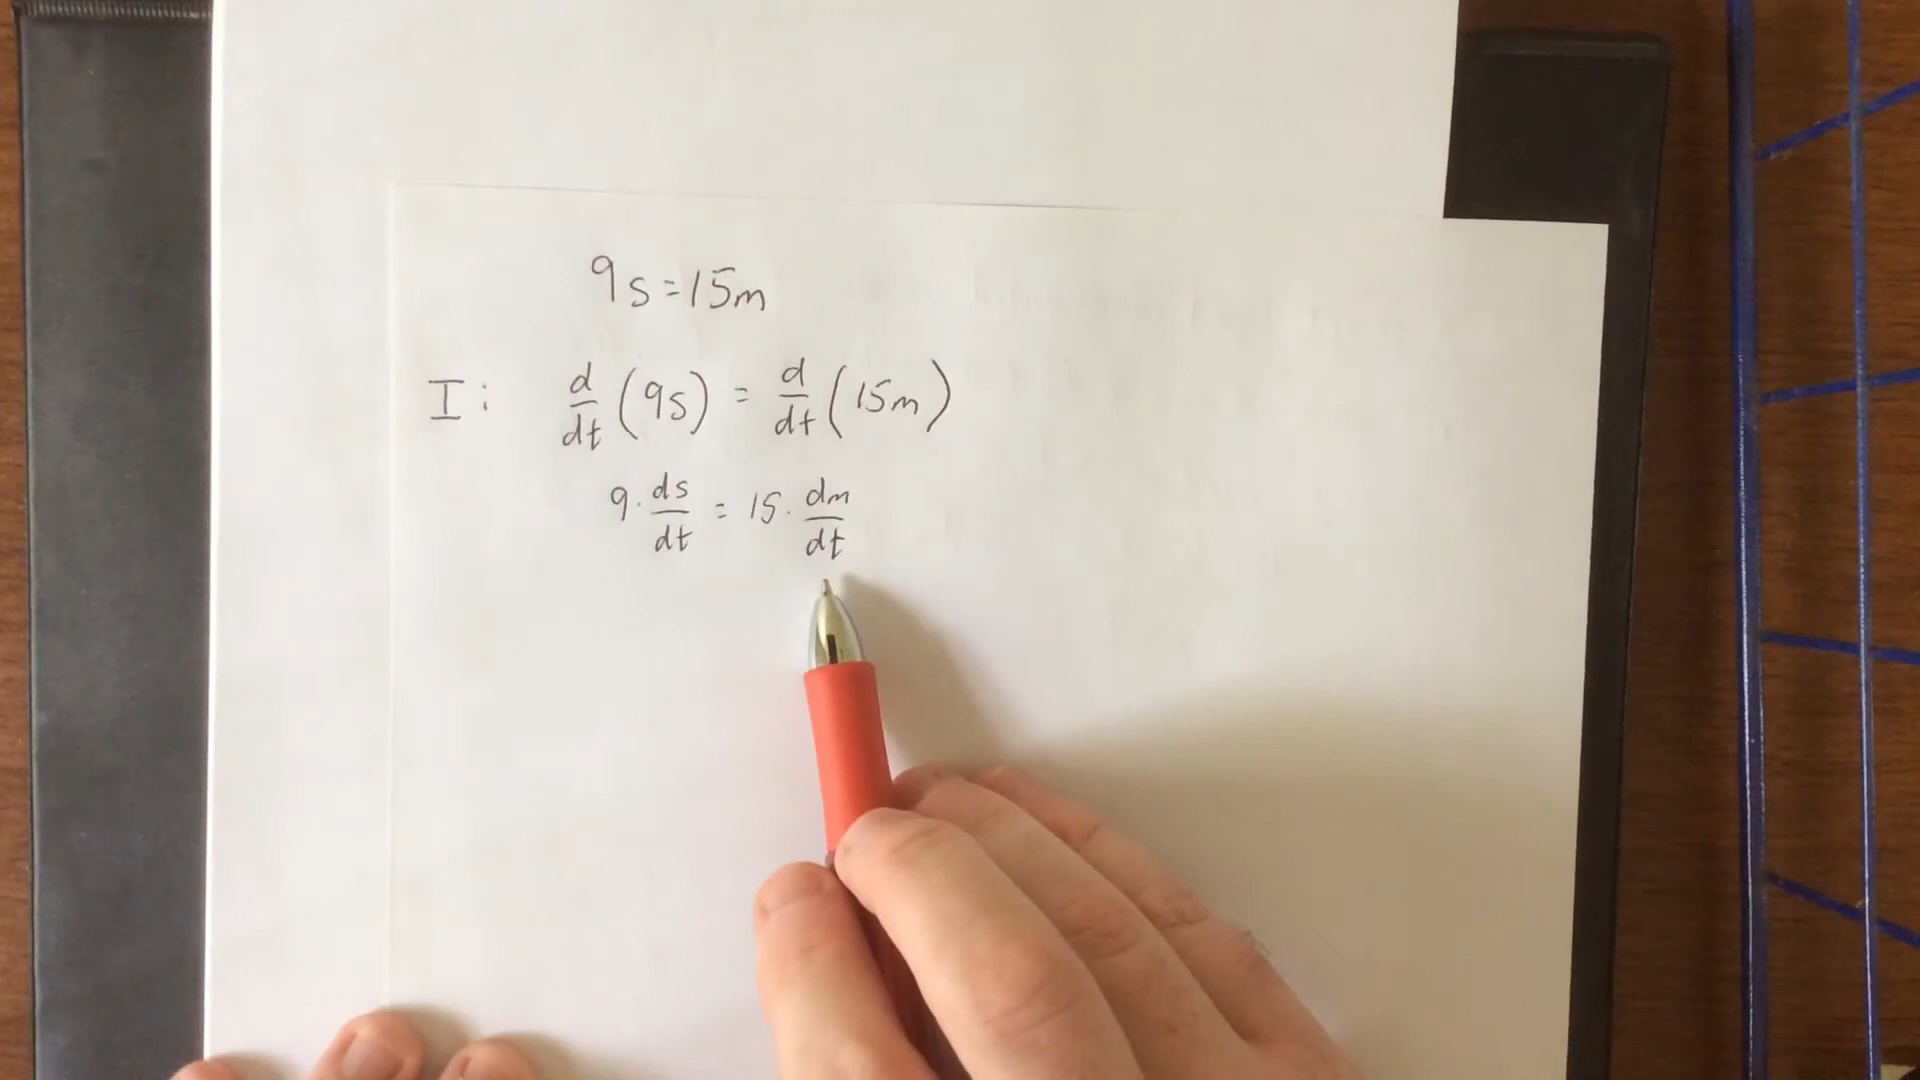 9s=15m
I: d/dt (9s) = d/dt (15m)
9· ds/dt = 15· dm/dt